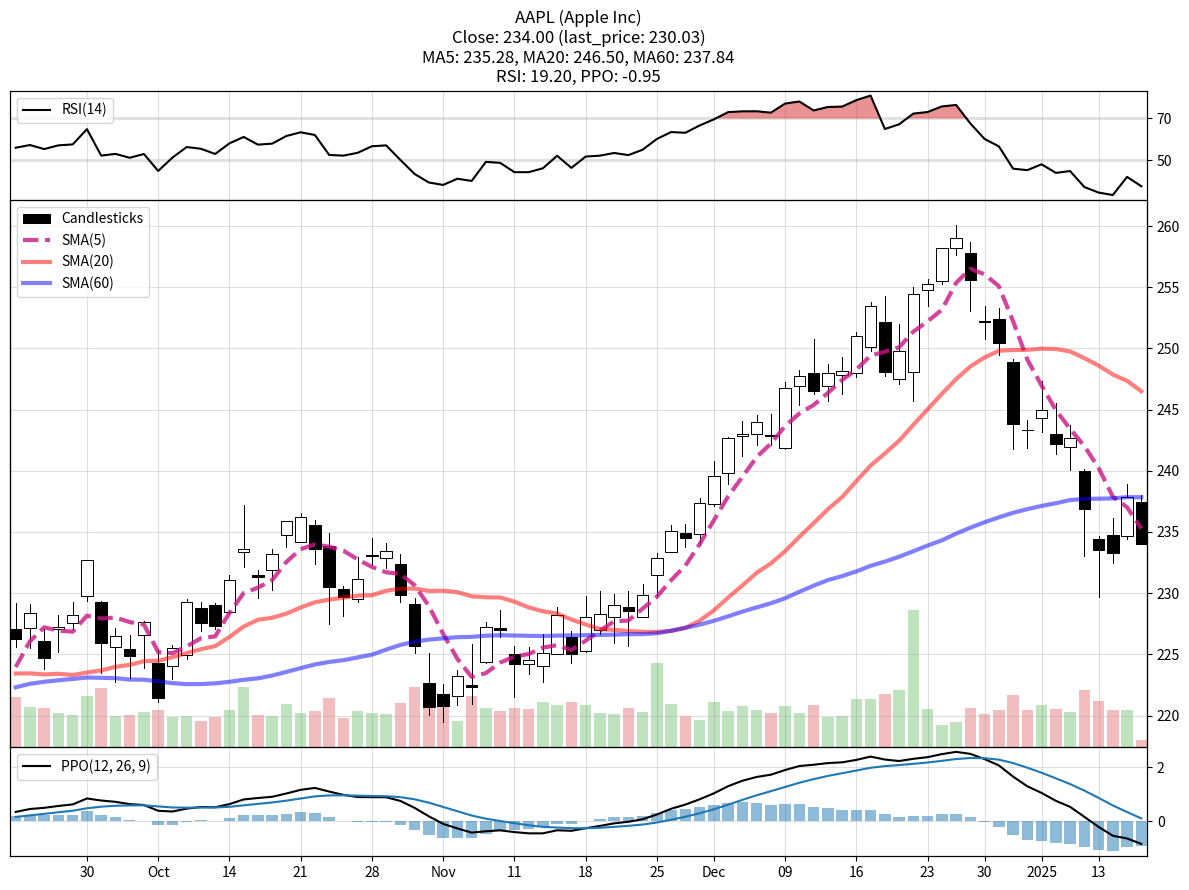 AAPL (Apple Inc)
Close: 234.00 (last_price: 230.03)
MA5: 235.28, MA20: 246.50, MA60: 237.84
RSI: 19.20, PPO: -0.95
RSI(14)
70
50
Candlesticks
SMA(5)
SMA(20)
SMA(60)
260
255
250
245
240
235
230
225
220
PPO(12, 26, 9)
2
0
30 Oct 14 21 28 Nov 11 18 25 Dec 09 16 23 30 2025 13